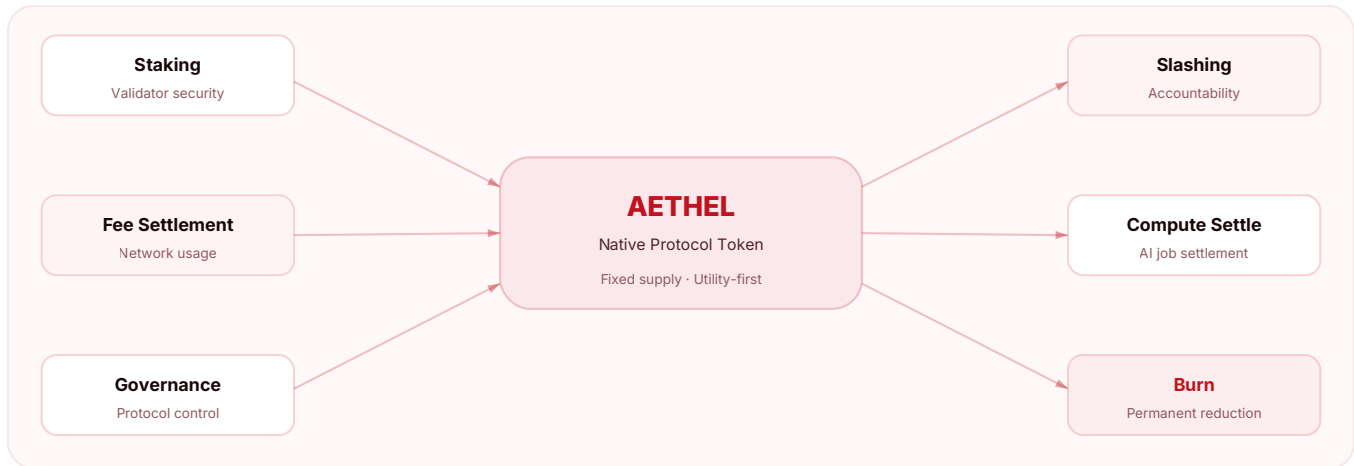 Staking
Validator security
Slashing
Accountability
AETHEL
Native Protocol Token
Fixed supply · Utility-first
Fee Settlement
Network usage
Compute Settle
AI job settlement
Governance
Protocol control
Burn
Permanent reduction